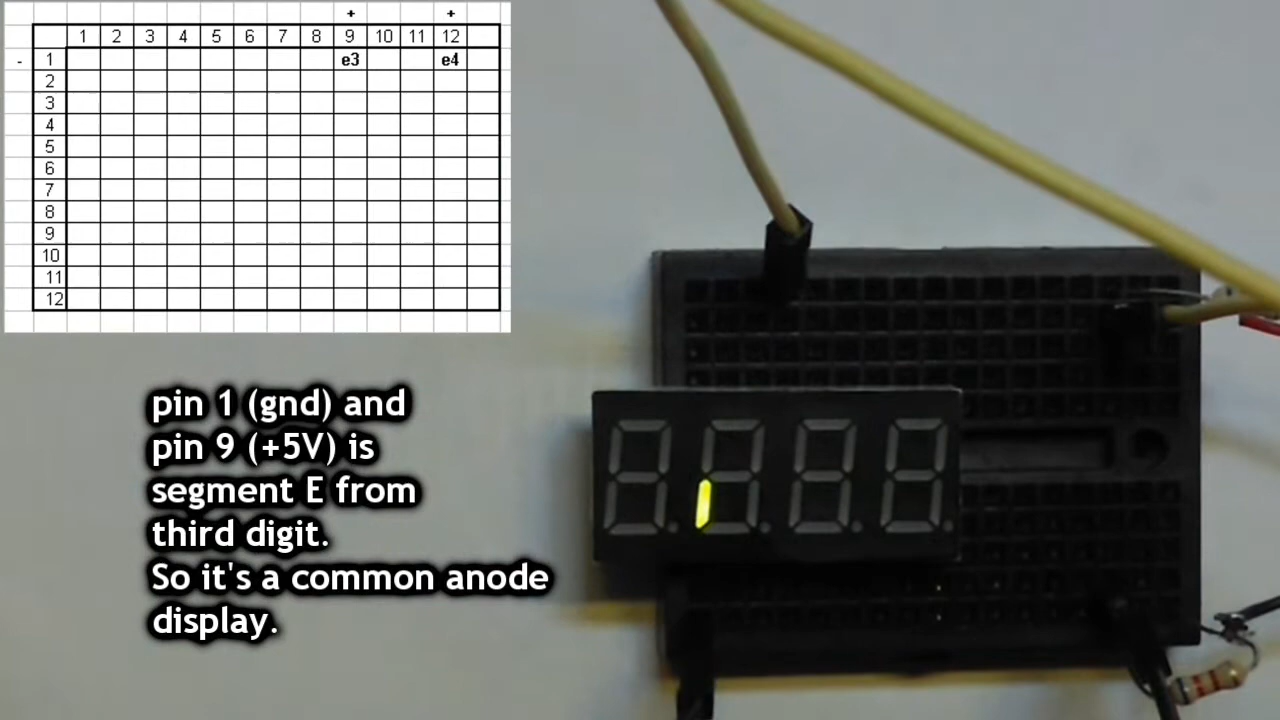 + +
1 2 3 4 5 6 7 8 9 10 11 12
- 1 e3 e4
2
3
4
5
6
7
8
9
10
11
12
pin 1 (gnd) and
pin 9 (+5V) is
segment E from
third digit.
So it's a common anode
display.